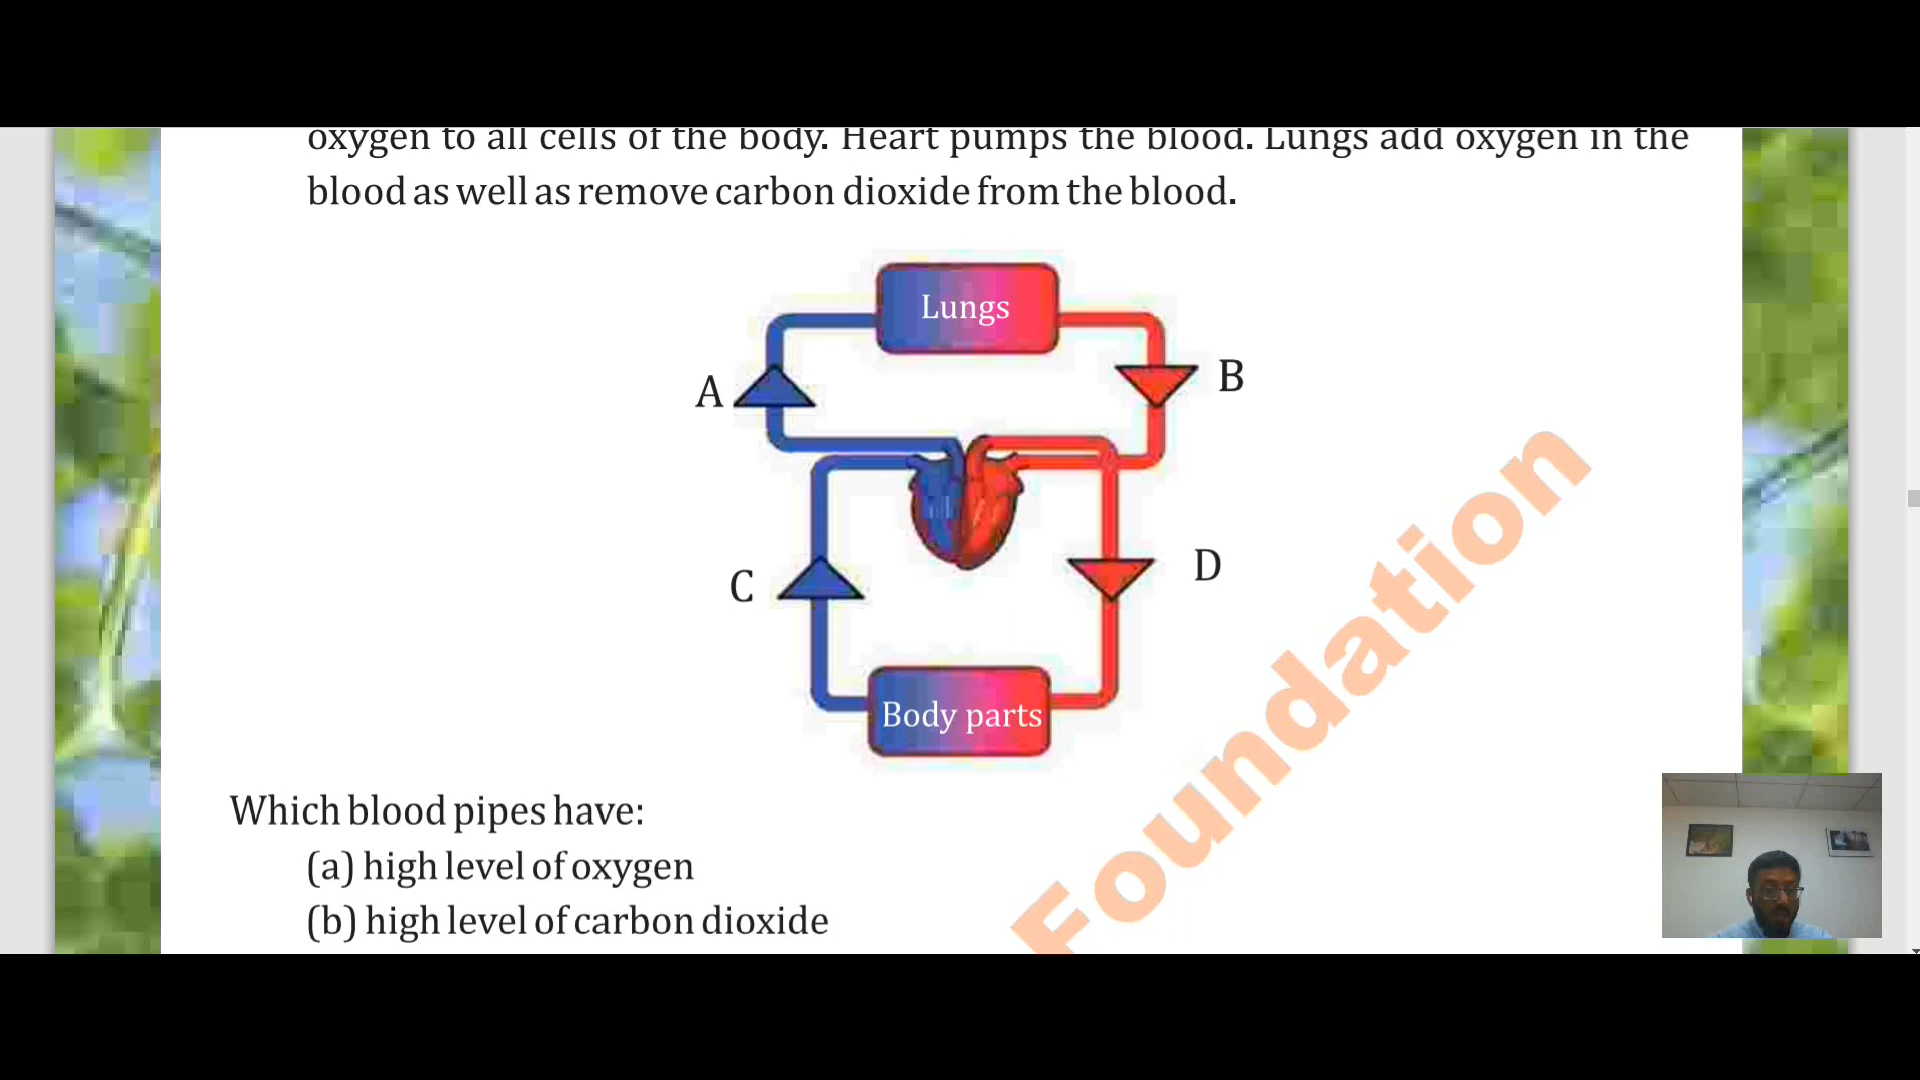 oxygen to all cells of the body. Heart pumps the blood. Lungs add oxygen in the
blood as well as remove carbon dioxide from the blood.
Lungs
A
B
C
D
Body parts
Which blood pipes have:
(a) high level of oxygen
(b) high level of carbon dioxide
Foundation